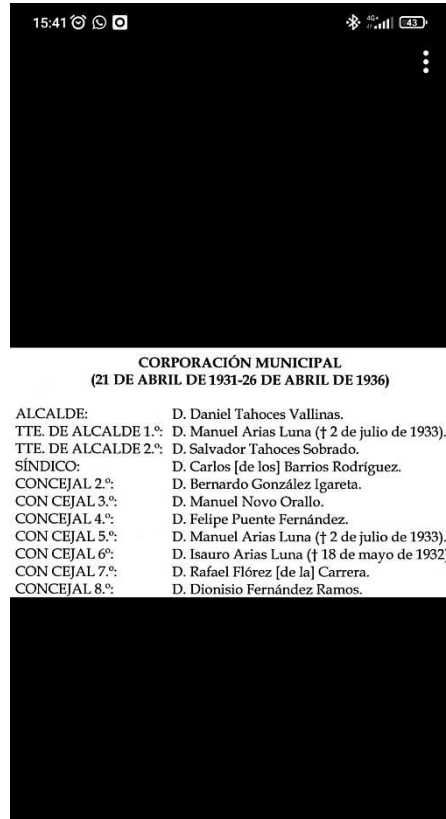 15:41
4G+
43
CORPORACIÓN MUNICIPAL
(21 DE ABRIL DE 1931-26 DE ABRIL DE 1936)
ALCALDE: D. Daniel Tahoces Vallinas.
TTE. DE ALCALDE 1.º: D. Manuel Arias Luna († 2 de julio de 1933).
TTE. DE ALCALDE 2.º: D. Salvador Tahoces Sobrado.
SÍNDICO: D. Carlos [de los] Barrios Rodríguez.
CONCEJAL 2.º: D. Bernardo González Igareta.
CON CEJAL 3.º: D. Manuel Novo Orallo.
CONCEJAL 4.º: D. Felipe Puente Fernández.
CON CEJAL 5.º: D. Manuel Arias Luna († 2 de julio de 1933).
CON CEJAL 6º: D. Isauro Arias Luna († 18 de mayo de 1932)
CON CEJAL 7.º: D. Rafael Flórez [de la] Carrera.
CONCEJAL 8.º: D. Dionisio Fernández Ramos.